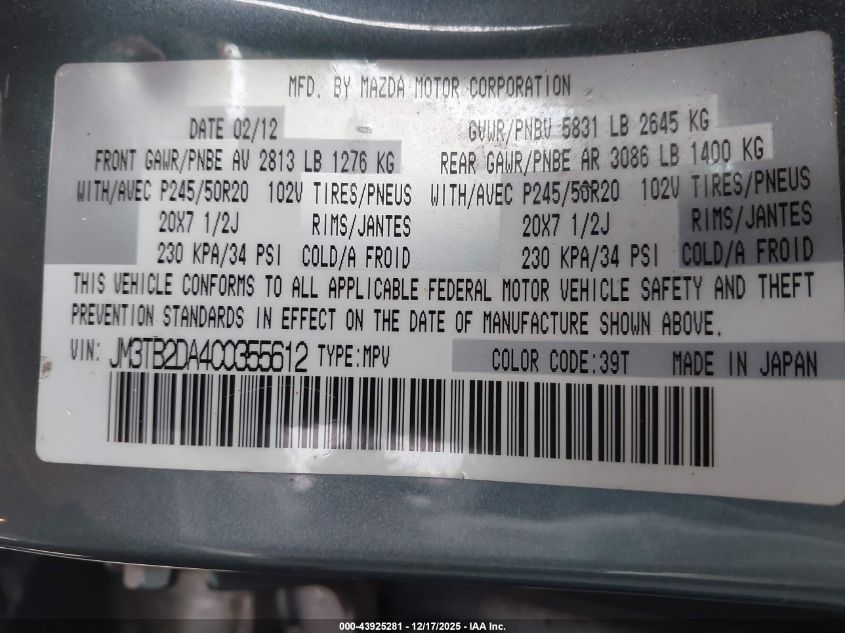 MFD. BY MAZDA MOTOR CORPORATION
DATE 02/12 GVWR/PNBV 5831 LB 2645 KG
FRONT GAWR/PNBE AV 2813 LB 1276 KG REAR GAWR/PNBE AR 3086 LB 1400 KG
WITH/AVEC P245/50R20 102V TIRES/PNEUS WITH/AVEC P245/50R20 102V TIRES/PNEUS
20X7 1/2J RIMS/JANTES 20X7 1/2J RIMS/JANTES
230 KPA/34 PSI COLD/A FROID 230 KPA/34 PSI COLD/A FROID
THIS VEHICLE CONFORMS TO ALL APPLICABLE FEDERAL MOTOR VEHICLE SAFETY AND THEFT
PREVENTION STANDARDS IN EFFECT ON THE DATE OF MANUFACTURE SHOWN ABOVE.
VIN: JM3TB2DA4C0355612 TYPE:MPV COLOR CODE:39T MADE IN JAPAN
000-43925281 - 12/17/2025 - IAA Inc.